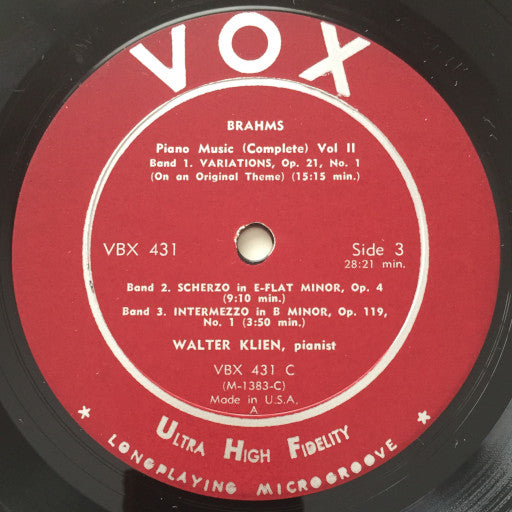 VOX
BRAHMS
Piano Music (Complete) Vol II
Band 1. VARIATIONS, Op. 21, No. 1
(On an Original Theme) (15:15 min.)
VBX 431
Side 3
28:21 min.
Band 2. SCHERZO in E-FLAT MINOR, Op. 4
(9:10 min.)
Band 3. INTERMEZZO in B MINOR, Op. 119,
No. 1 (3:50 min.)
WALTER KLIEN, pianist
VBX 431 C
(M-1383-C)
Made in U.S.A.
A
ULTRA HIGH FIDELITY
★ LONGPLAYING MICROGROOVE ★